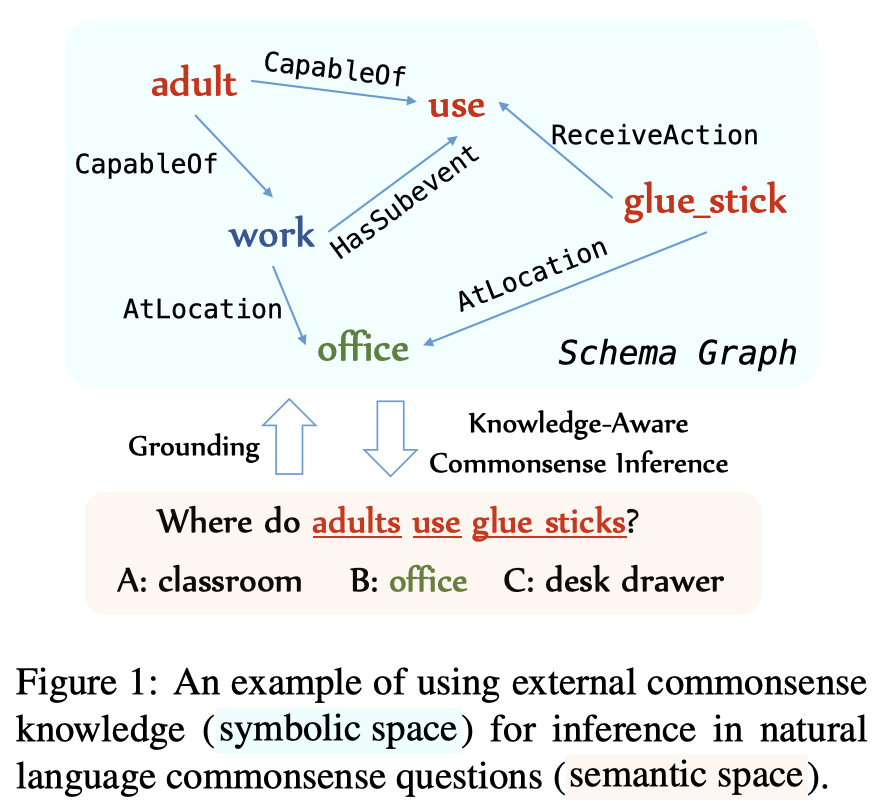 CapableOf
adult
use
CapableOf
ReceiveAction
HasSubevent
glue_stick
work
AtLocation
AtLocation
office
Schema Graph
Grounding
Knowledge-Aware
Commonsense Inference
Where do adults use glue sticks?
A: classroom B: office C: desk drawer
Figure 1: An example of using external commonsense
knowledge (symbolic space) for inference in natural
language commonsense questions (semantic space).